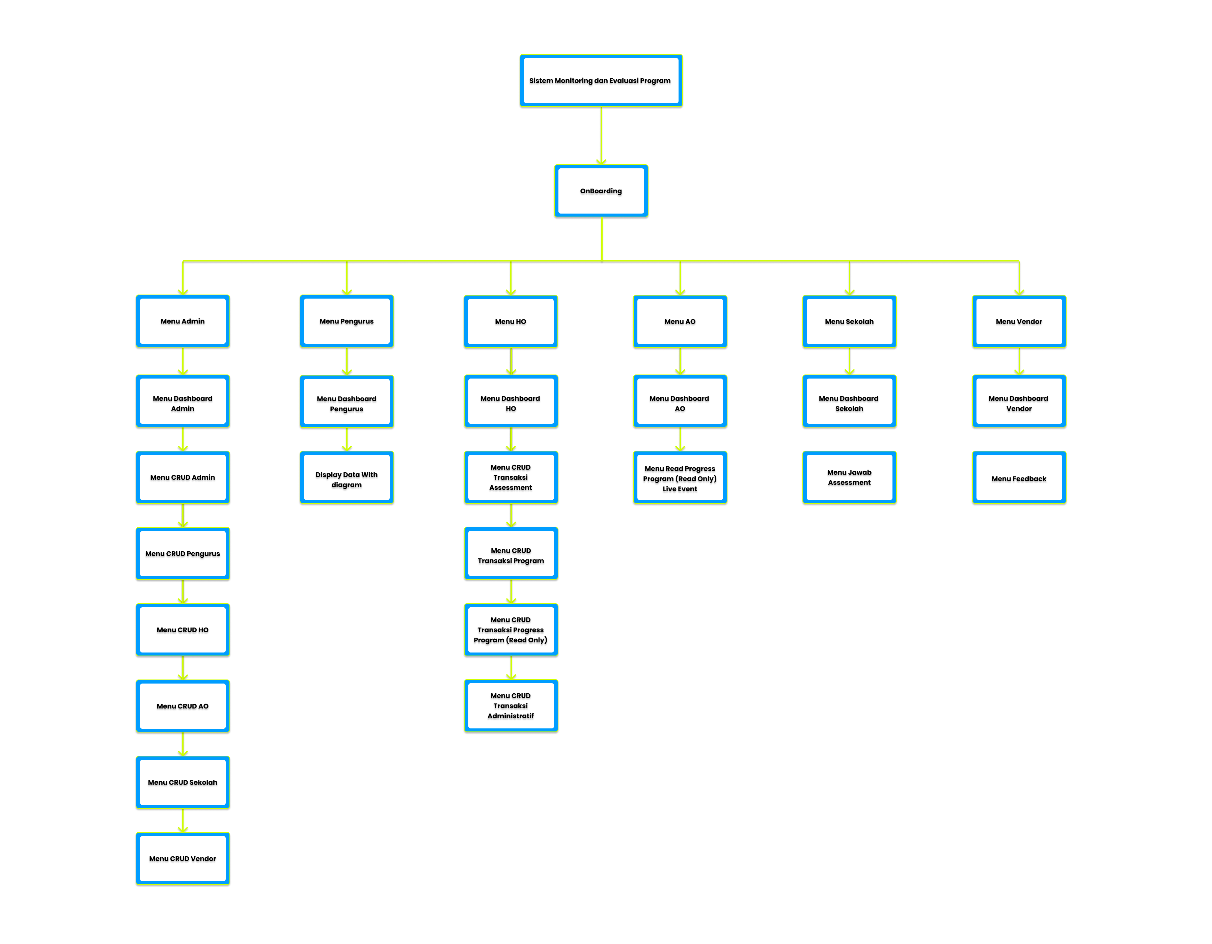 Sistem Monitoring dan Evaluasi Program
OnBoarding
Menu Admin
Menu Pengurus
Menu HO
Menu AO
Menu Sekolah
Menu Vendor
Menu Dashboard
Admin
Menu Dashboard
Pengurus
Menu Dashboard
HO
Menu Dashboard
AO
Menu Dashboard
Sekolah
Menu Dashboard
Vendor
Menu CRUD Admin
Display Data With
diagram
Menu CRUD
Transaksi
Assessment
Menu Read Progress
Program (Read Only)
Live Event
Menu Jawab
Assessment
Menu Feedback
Menu CRUD Pengurus
Menu CRUD
Transaksi Program
Menu CRUD HO
Menu CRUD
Transaksi Progress
Program (Read Only)
Menu CRUD AO
Menu CRUD
Transaksi
Administratif
Menu CRUD Sekolah
Menu CRUD Vendor